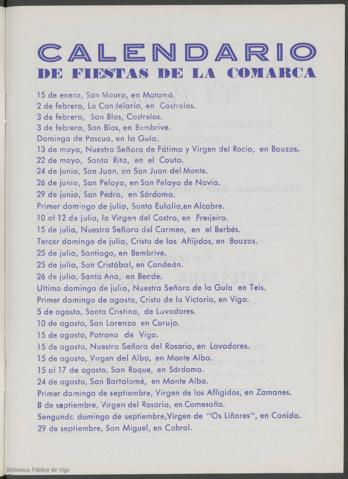 CALENDARIO
DE FIESTAS DE LA COMARCA
15 de enero, San Mauro, en Matamá.
2 de febrero, La Candelaria, en Castrelos.
3 de febrero, San Blas, Castrelos.
3 de febrero, San Blas, en Bembrive.
Domingo de Pascua, en la Guía.
13 de mayo, Nuestra Señora de Fátima y Virgen del Rocio, en Bouzas.
22 de mayo, Santa Rita, en el Couto.
24 de junio, San Juan, en San Juan del Monte.
26 de junio, San Pelayo, en San Pelayo de Navia.
29 de junio, San Pedro, en Sárdoma.
Primer domingo de julio, Santa Eulalia,en Alcabre.
10 al 12 de julio, la Virgen del Castro, en Freijeiro.
15 de julio, Nuestra Señora del Carmen, en el Berbés.
Tercer domingo de julio, Cristo de los Aflijdos, en Bouzas.
25 de julio, Santiago, en Bembrive.
25 de julio, San Cristóbal, en Candeán.
26 de julio, Santa Ana, en Beade.
Ultimo domingo de julio, Nuestra Señora de la Guía en Teis.
Primer domingo de agosto, Cristo de la Victoria, en Vigo.
5 de agosto, Santa Cristina, de Lavadores.
10 de agosto, San Lorenzo, en Corujo.
15 de agosto, Patrona de Vigo.
15 de agosto, Nuestra Señora del Rosario, en Lavadores.
15 de agosto, Virgen del Alba, en Monte Alba.
15 al 17 de agosto, San Roque, en Sárdoma.
24 de agosto, San Bartolomé, en Monte Alba.
Primer domingo de septiembre, Virgen de los Afligidos, en Zamanes.
8 de septiembre, Virgen del Rosario, en Comesaña.
Sengundo domingo de septiembre,Virgen de "Os Liñares", en Canido.
29 de septiembre, San Miguel, en Cabral.
Biblioteca Pública de Vigo